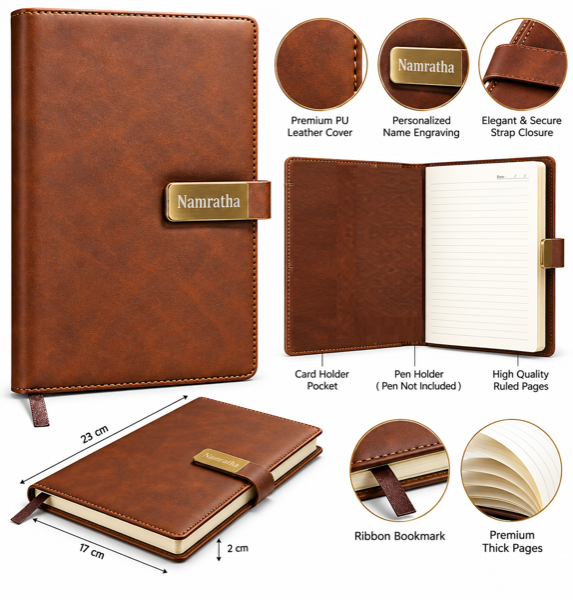 Namratha
Namratha
Premium PU
Leather Cover
Personalized
Name Engraving
Elegant & Secure
Strap Closure
Date: / /
Card Holder
Pocket
Pen Holder
( Pen Not Included )
High Quality
Ruled Pages
23 cm
Namratha
17 cm
2 cm
Ribbon Bookmark
Premium
Thick Pages